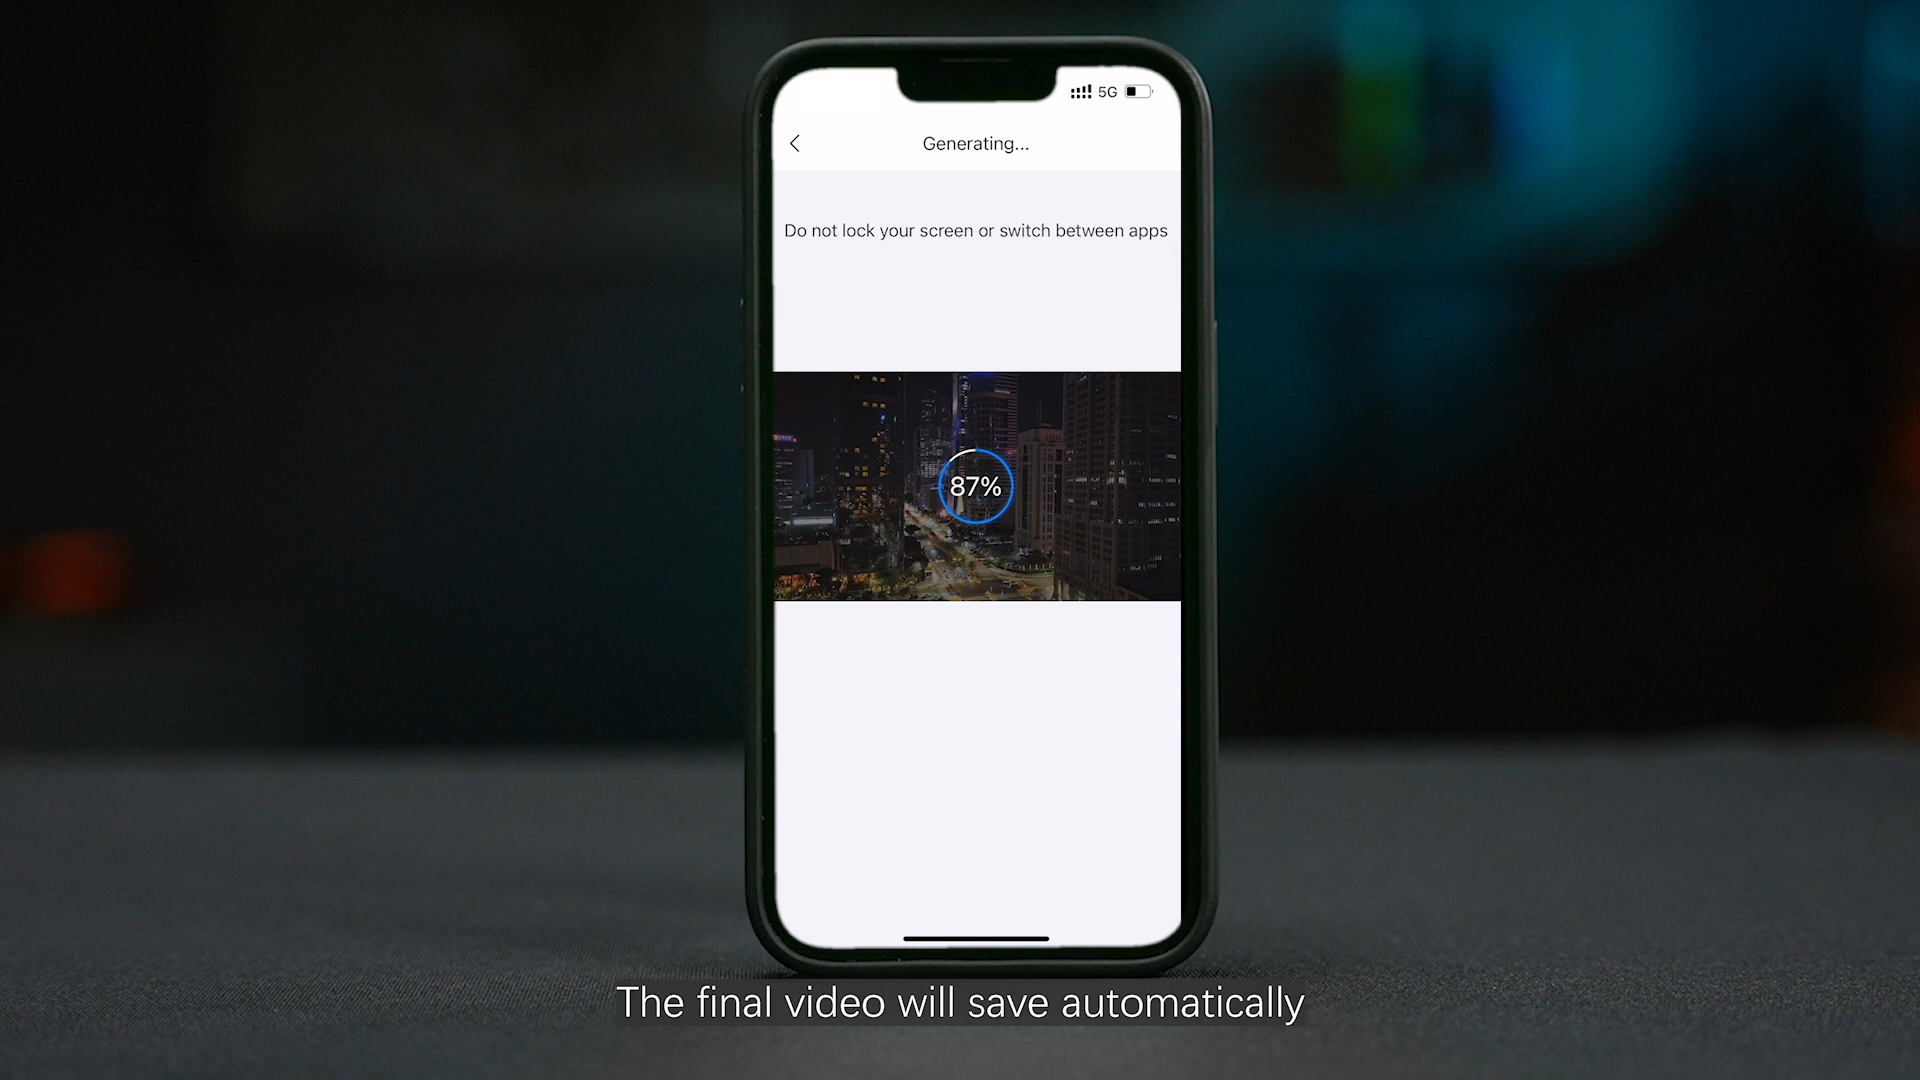 5G
Generating...
Do not lock your screen or switch between apps
87%
The final video will save automatically